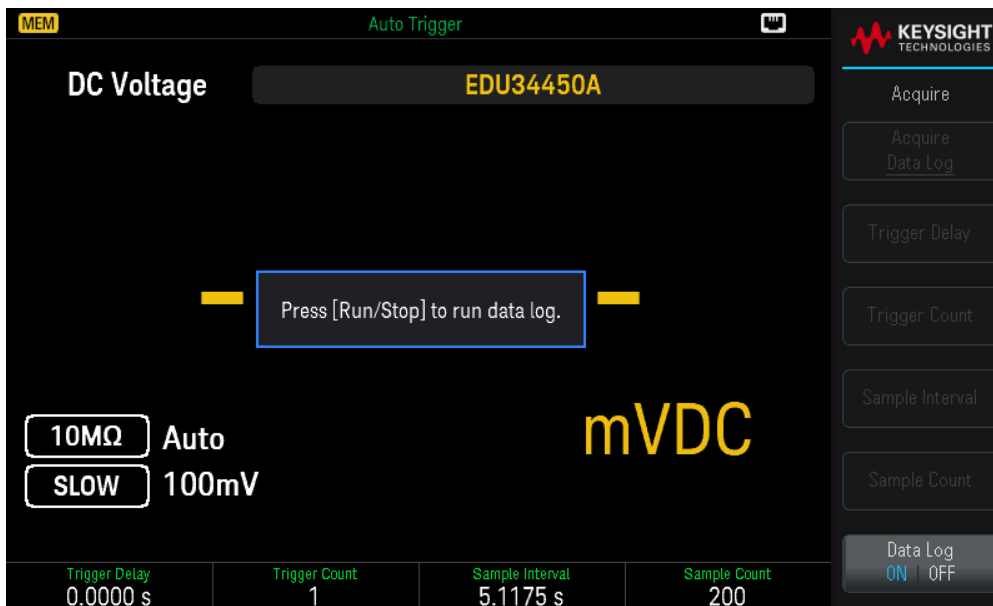 MEM
Auto Trigger
KEYSIGHT
TECHNOLOGIES
DC Voltage
EDU34450A
Acquire
Acquire
Data Log
Trigger Delay
Press [Run/Stop] to run data log.
Trigger Count
Sample Interval
mVDC
10MΩ Auto
SLOW 100mV
Sample Count
Data Log
ON | OFF
Trigger Delay
0.0000 s
Trigger Count
1
Sample Interval
5.1175 s
Sample Count
200